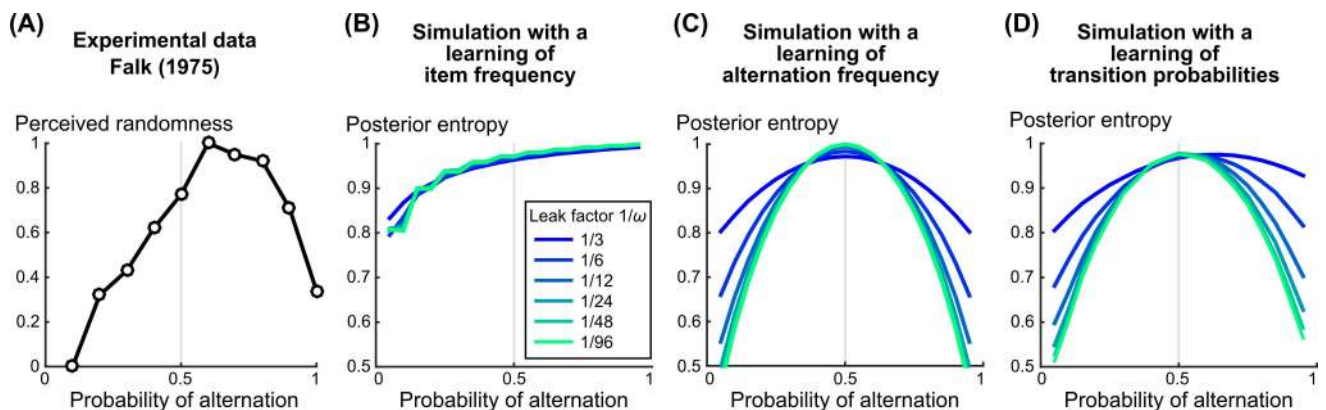 (A)
Experimental data
Falk (1975)
Perceived randomness
1
0.8
0.6
0.4
0.2
0
0
0.5
1
Probability of alternation
(B)
Simulation with a
learning of
item frequency
Posterior entropy
1
0.9
0.8
0.7
0.6
0.5
Leak factor 1/ω
1/3
1/6
1/12
1/24
1/48
1/96
0
0.5
1
Probability of alternation
(C)
Simulation with a
learning of
alternation frequency
Posterior entropy
1
0.9
0.8
0.7
0.6
0.5
0
0.5
1
Probability of alternation
(D)
Simulation with a
learning of
transition probabilities
Posterior entropy
1
0.9
0.8
0.7
0.6
0.5
0
0.5
1
Probability of alternation